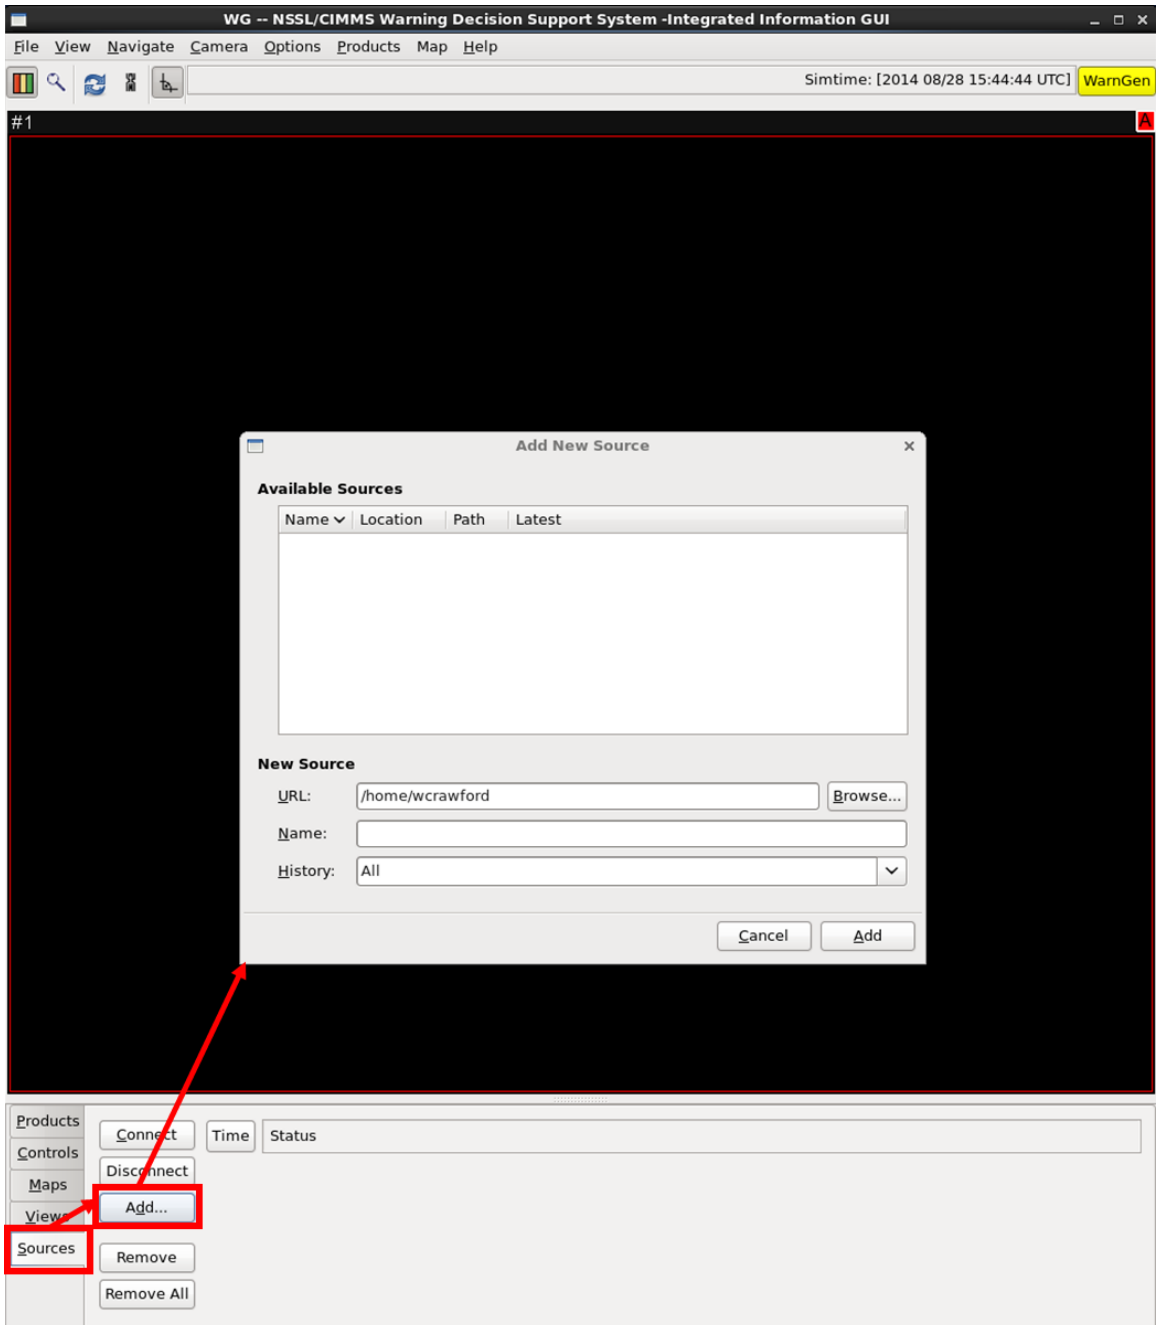 WG -- NSSL/CIMMS Warning Decision Support System -Integrated Information GUI
File View Navigate Camera Options Products Map Help
Simtime: [2014 08/28 15:44:44 UTC] WarnGen
#1 A
Add New Source
Available Sources
Name Location Path Latest
New Source
URL: /home/wcrawford Browse...
Name:
History: All
Cancel Add
Products
Connect Time Status
Controls
Disconnect
Maps
Add...
Views
Sources
Remove
Remove All